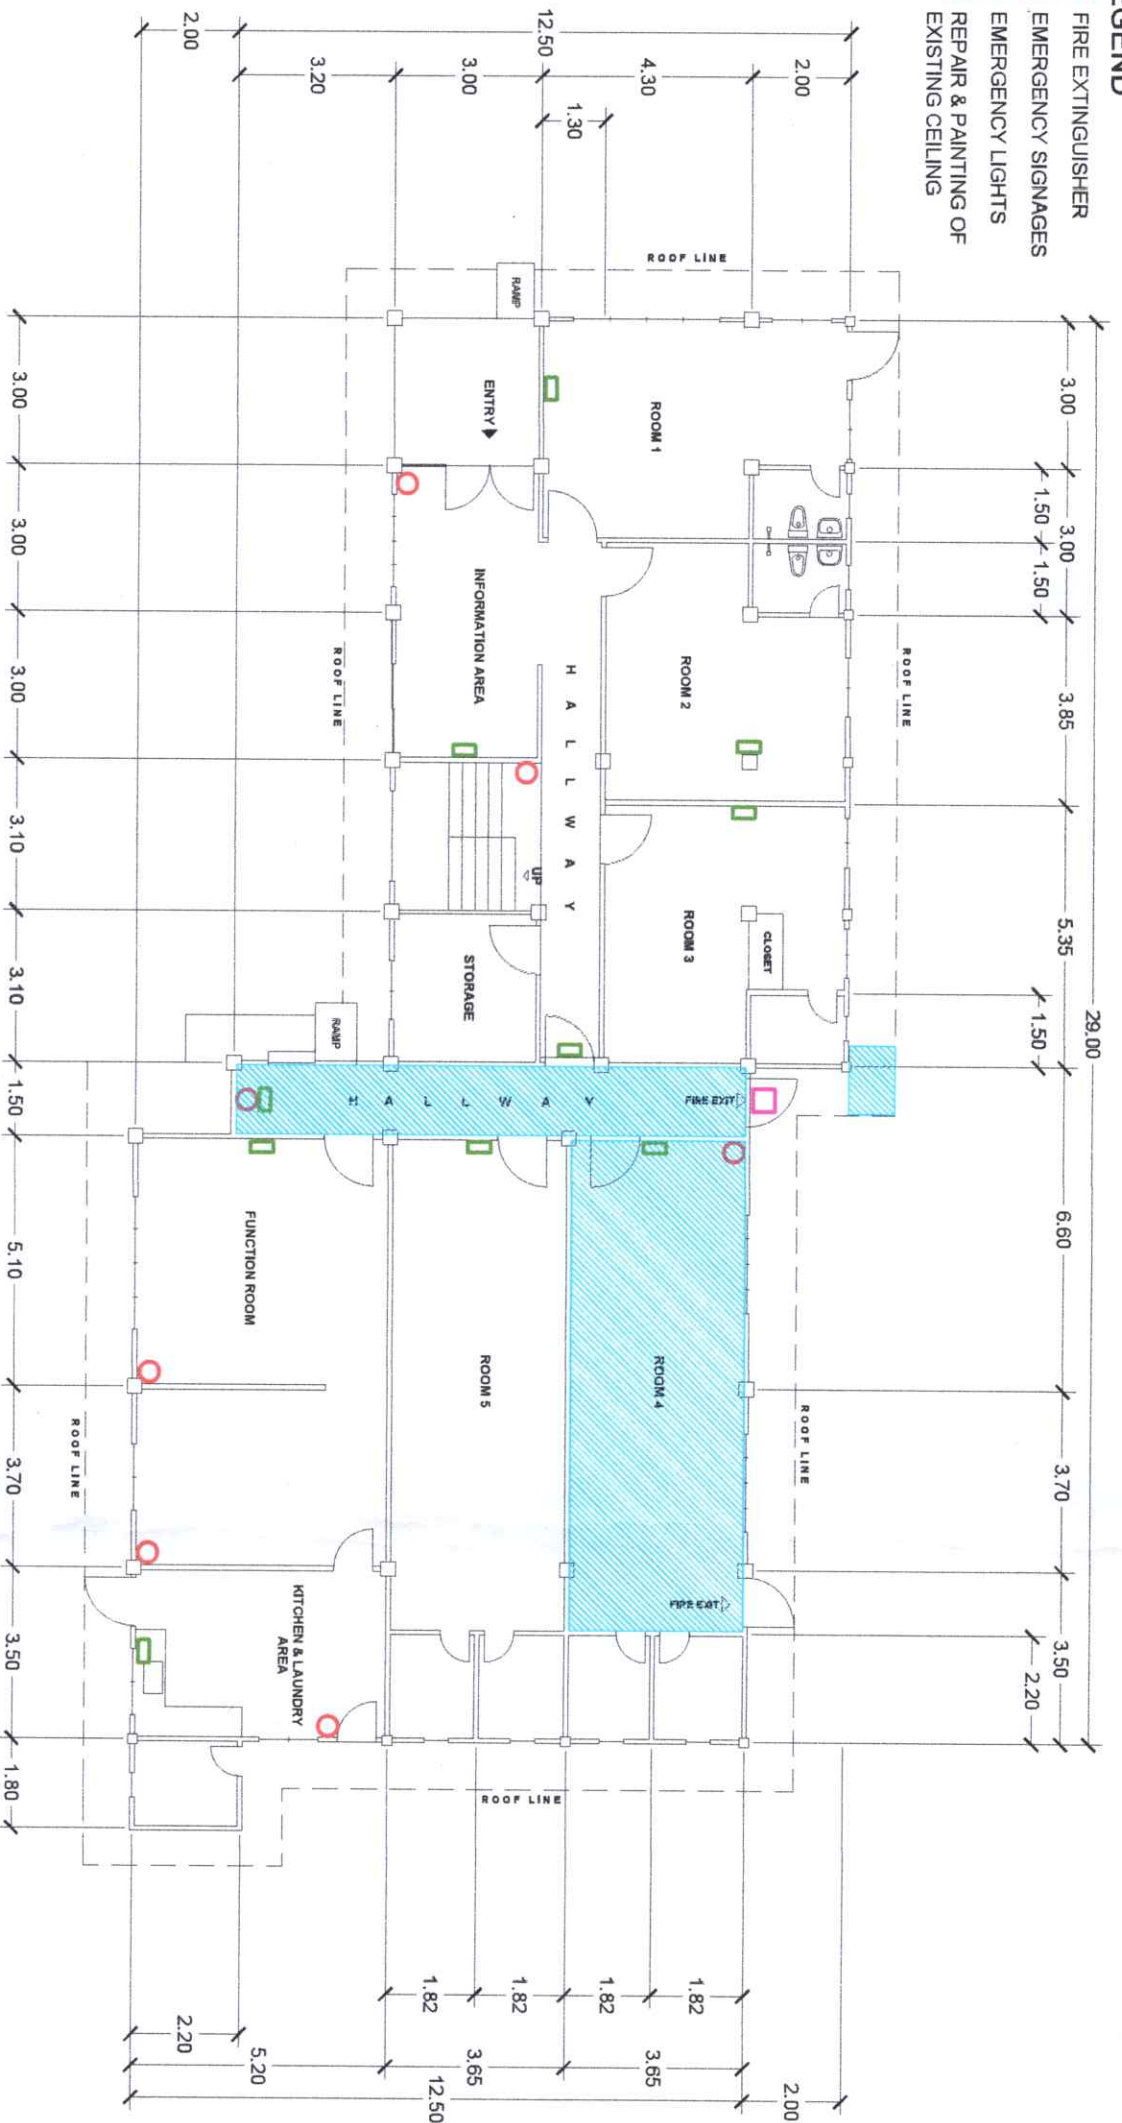 EGEND
FIRE EXTINGUISHER
EMERGENCY SIGNAGES
EMERGENCY LIGHTS
REPAIR & PAINTING OF
EXISTING CEILING
29.00
3.00
3.00
3.85
5.35
6.60
3.70
3.50
1.50
1.50
1.50
2.20
ROOF LINE
ROOF LINE
2.00
12.50
4.30
1.30
3.00
3.20
2.00
ROOF LINE
CLOSET
FIRE EXIT
FIRE EXIT
ROOM 1
ROOM 2
ROOM 3
ROOM 4
HALLWAY
HALLWAY
RAMP
ENTRY
INFORMATION AREA
UP
STORAGE
ROOM 5
RAMP
FUNCTION ROOM
KITCHEN & LAUNDRY
AREA
ROOF LINE
ROOF LINE
ROOF LINE
2.00
3.65
3.65
1.82
1.82
1.82
1.82
12.50
5.20
2.20
3.00
3.00
3.00
3.10
3.10
1.50
5.10
3.70
3.50
1.80